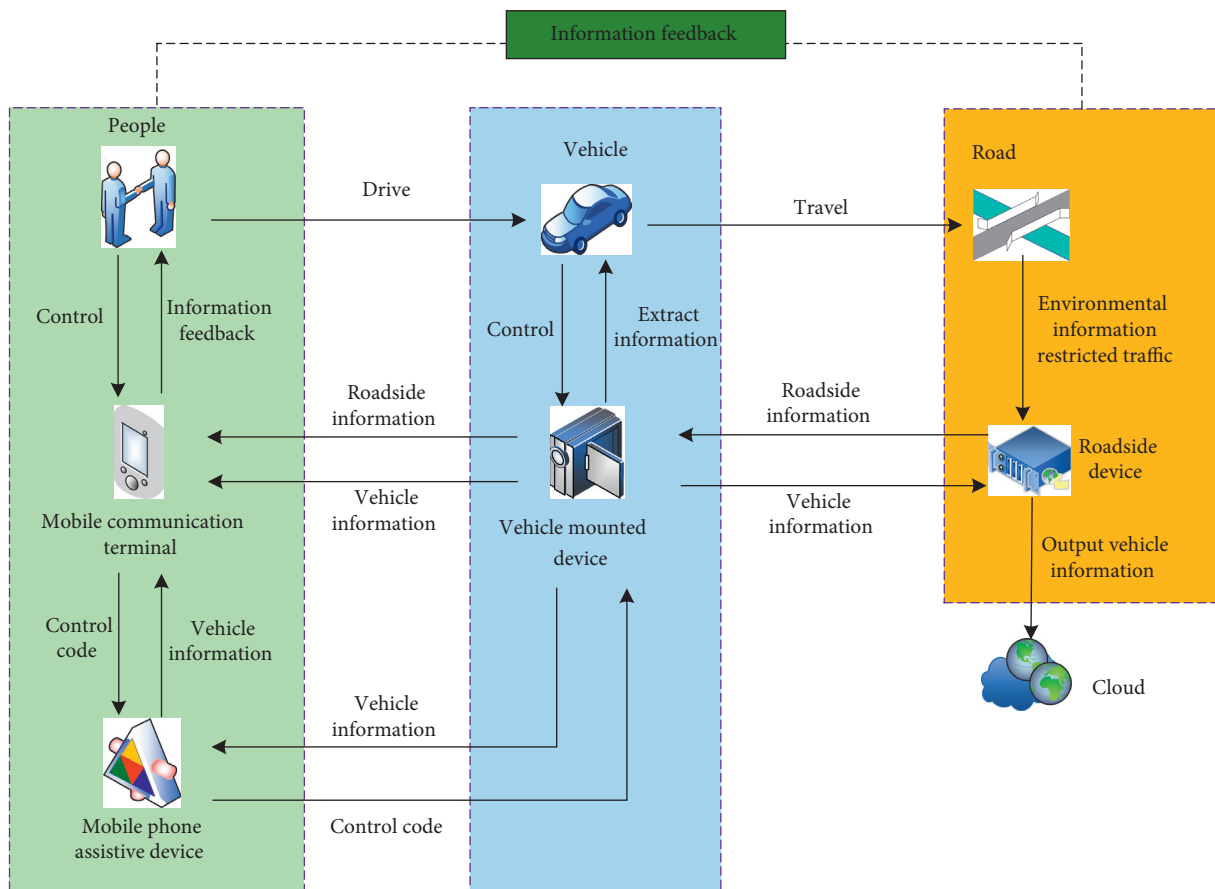 Information feedback
People
Vehicle
Road
Drive
Travel
Control
Information
feedback
Control
Extract
information
Environmental
information
restricted traffic
Roadside
information
Roadside
information
Roadside
device
Vehicle
information
Vehicle
information
Mobile communication
terminal
Vehicle mounted
device
Output vehicle
information
Control
code
Vehicle
information
Vehicle
information
Cloud
Control code
Mobile phone
assistive device